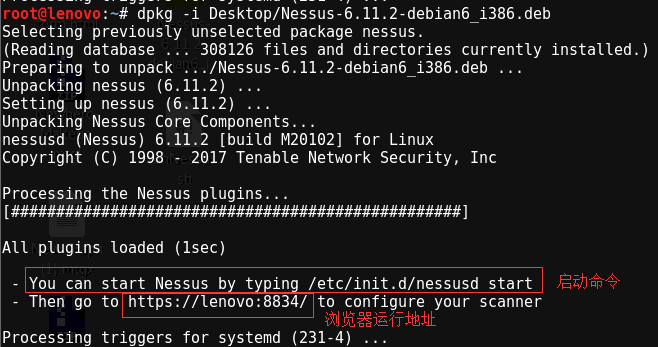 root@lenovo:~# dpkg -i Desktop/Nessus-6.11.2-debian6_i386.deb
Selecting previously unselected package nessus.
(Reading database ... 308126 files and directories currently installed.)
Preparing to unpack .../Nessus-6.11.2-debian6_i386.deb ...
Unpacking nessus (6.11.2) ...
Setting up nessus (6.11.2) ...
Unpacking Nessus Core Components...
nessusd (Nessus) 6.11.2 [build M20102] for Linux
Copyright (C) 1998 - 2017 Tenable Network Security, Inc
Processing the Nessus plugins...
[##################################################]
All plugins loaded (1sec)
- You can start Nessus by typing /etc/init.d/nessusd start 启动命令
- Then go to https://lenovo:8834/ to configure your scanner
浏览器运行地址
Processing triggers for systemd (231-4) ...